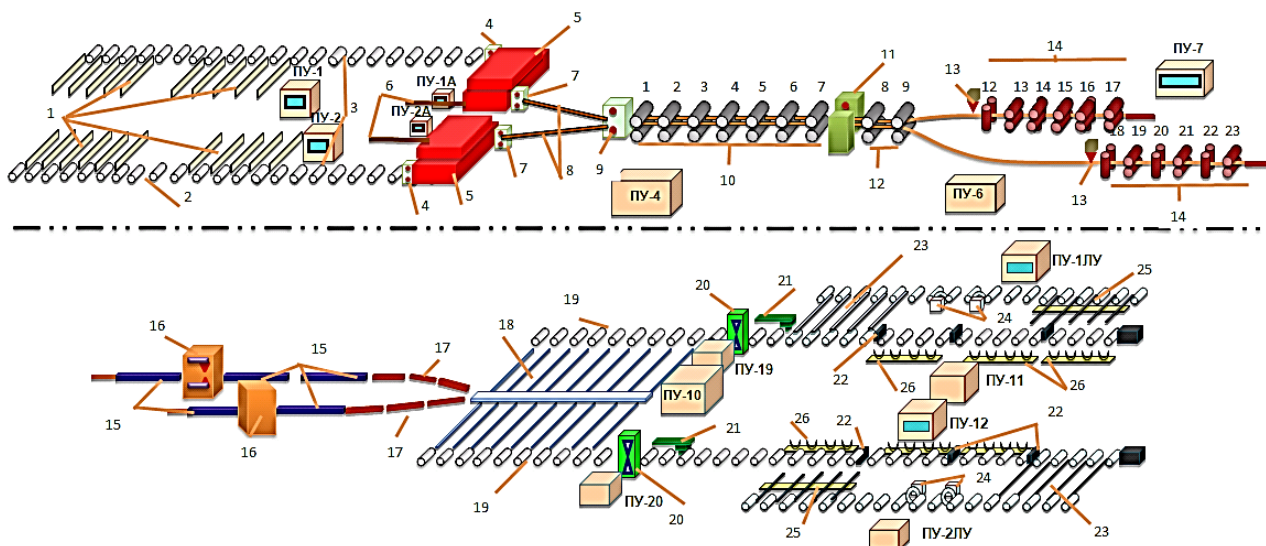 4 5 11 14 ПУ-7
ПУ-1 6 ПУ-1А 7 1 2 3 4 5 6 7 8 9 13 12 13 14 15 16 17
1 ПУ-2 3 ПУ-2А
18 19 20 21 22 23
2 4 5 7 8 9 10 12 13 14
ПУ-4 ПУ-6
23 ПУ-1ЛУ 25
16 15 17 18 19 20 21 24
ПУ-19 22 26 ПУ-11 26
ПУ-10
15 16 17 26 22 ПУ-12 22
21
19 ПУ-20 20 25 24 23
ПУ-2ЛУ